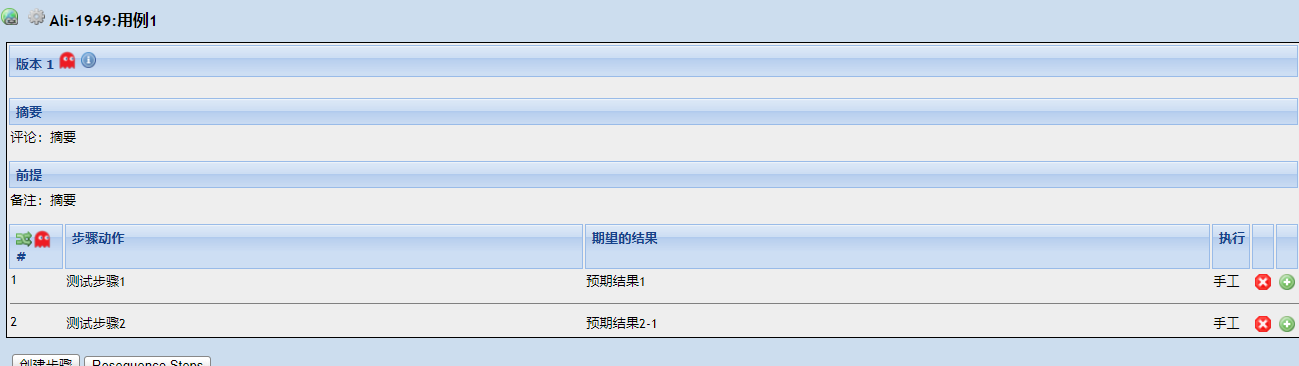 Ali-1949:用例1
版本 1
摘要
评论：摘要
前提
备注：摘要
# 步骤动作 期望的结果 执行
1 测试步骤1 预期结果1 手工
2 测试步骤2 预期结果2-1 手工
创建步骤 Resequence Steps